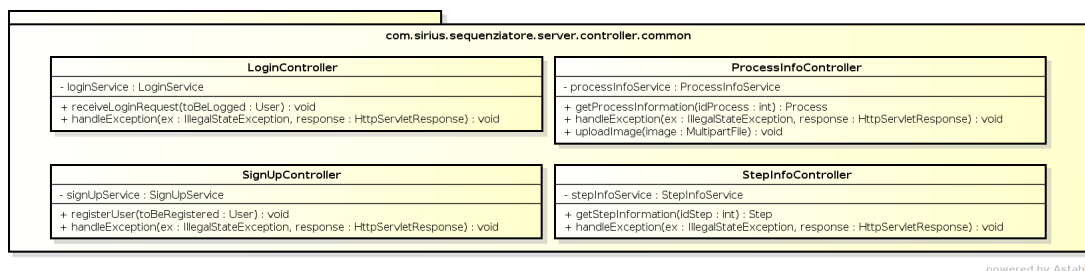 com.sirius.sequenziatore.server.controller.common
LoginController
- loginService : LoginService
+ receiveLoginRequest(toBeLogged : User) : void
+ handleException(ex : IllegalStateException, response : HttpServletResponse) : void
ProcessInfoController
- processInfoService : ProcessInfoService
+ getProcessInformation(idProcess : int) : Process
+ handleException(ex : IllegalStateException, response : HttpServletResponse) : void
+ uploadImage(image : MultipartFile) : void
SignUpController
- signUpService : SignUpService
+ registerUser(toBeRegistered : User) : void
+ handleException(ex : IllegalStateException, response : HttpServletResponse) : void
StepInfoController
- stepInfoService : StepInfoService
+ getStepInformation(idStep : int) : Step
+ handleException(ex : IllegalStateException, response : HttpServletResponse) : void
powered by Astah